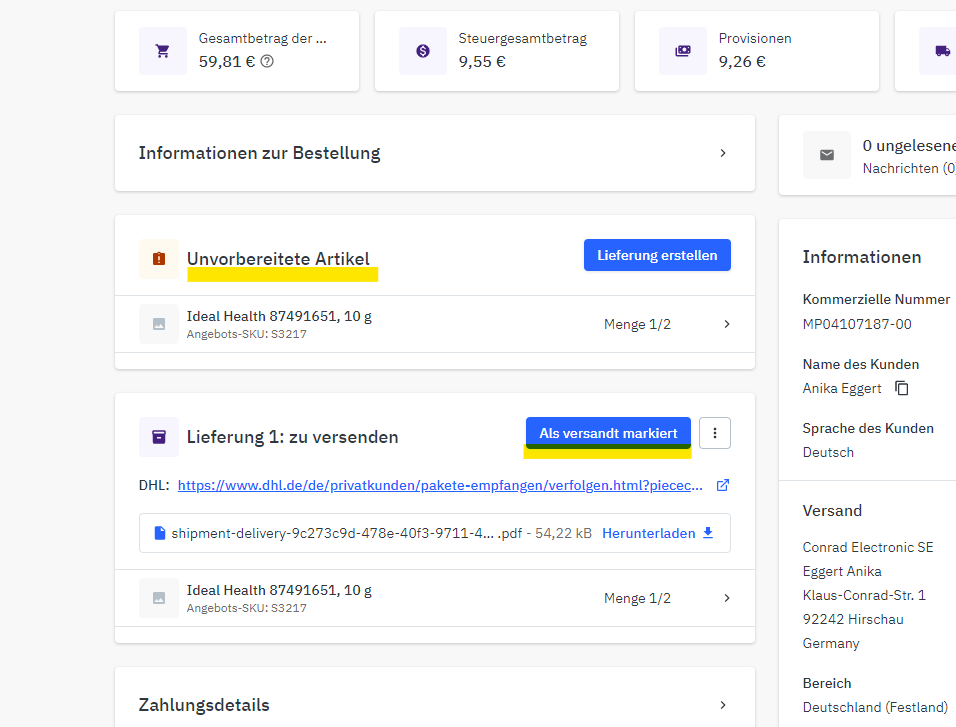 Gesamtbetrag der ...
59,81 €
Steuergesamtbetrag
9,55 €
Provisionen
9,26 €
Informationen zur Bestellung
0 ungelesene
Nachrichten (0)
Unvorbereitete Artikel
Lieferung erstellen
Ideal Health 87491651, 10 g
Angebots-SKU: S3217
Menge 1/2
Lieferung 1: zu versenden
Als versandt markiert
DHL: https://www.dhl.de/de/privatkunden/pakete-empfangen/verfolgen.html?piecec...
shipment-delivery-9c273c9d-478e-40f3-9711-4... .pdf - 54,22 kB Herunterladen
Ideal Health 87491651, 10 g
Angebots-SKU: S3217
Menge 1/2
Zahlungsdetails
Informationen
Kommerzielle Nummer
MP04107187-00
Name des Kunden
Anika Eggert
Sprache des Kunden
Deutsch
Versand
Conrad Electronic SE
Eggert Anika
Klaus-Conrad-Str. 1
92242 Hirschau
Germany
Bereich
Deutschland (Festland)